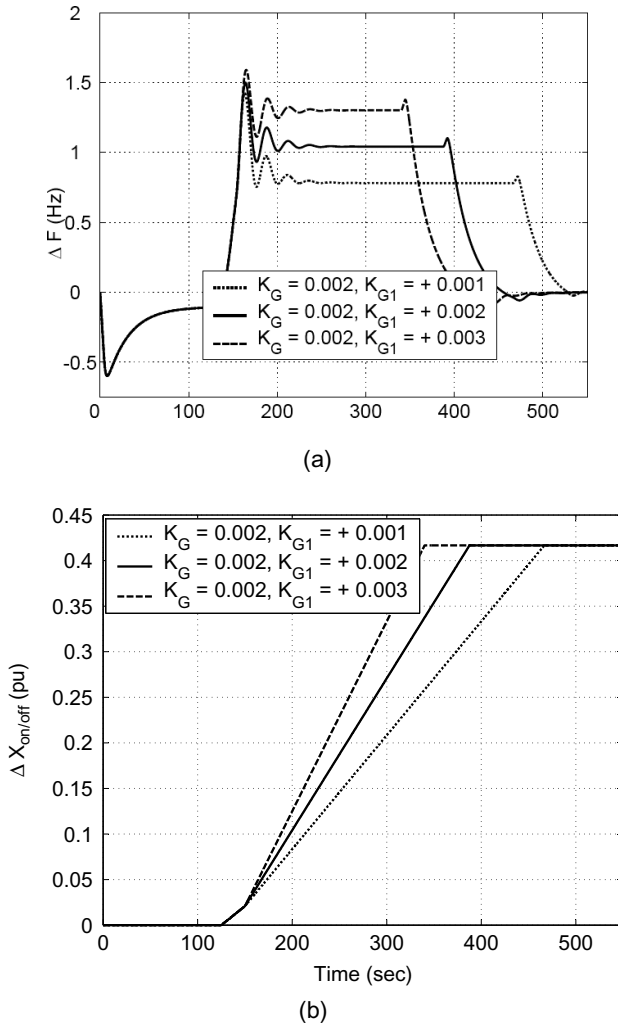 2
1.5
1
0.5
0
-0.5
Δ F (Hz)
K_G = 0.002, K_G1 = + 0.001
K_G = 0.002, K_G1 = + 0.002
K_G = 0.002, K_G1 = + 0.003
0 100 200 300 400 500
(a)
0.45
0.4
0.35
0.3
0.25
0.2
0.15
0.1
0.05
0
Δ X_on/off (pu)
K_G = 0.002, K_G1 = + 0.001
K_G = 0.002, K_G1 = + 0.002
K_G = 0.002, K_G1 = + 0.003
0 100 200 300 400 500
Time (sec)
(b)